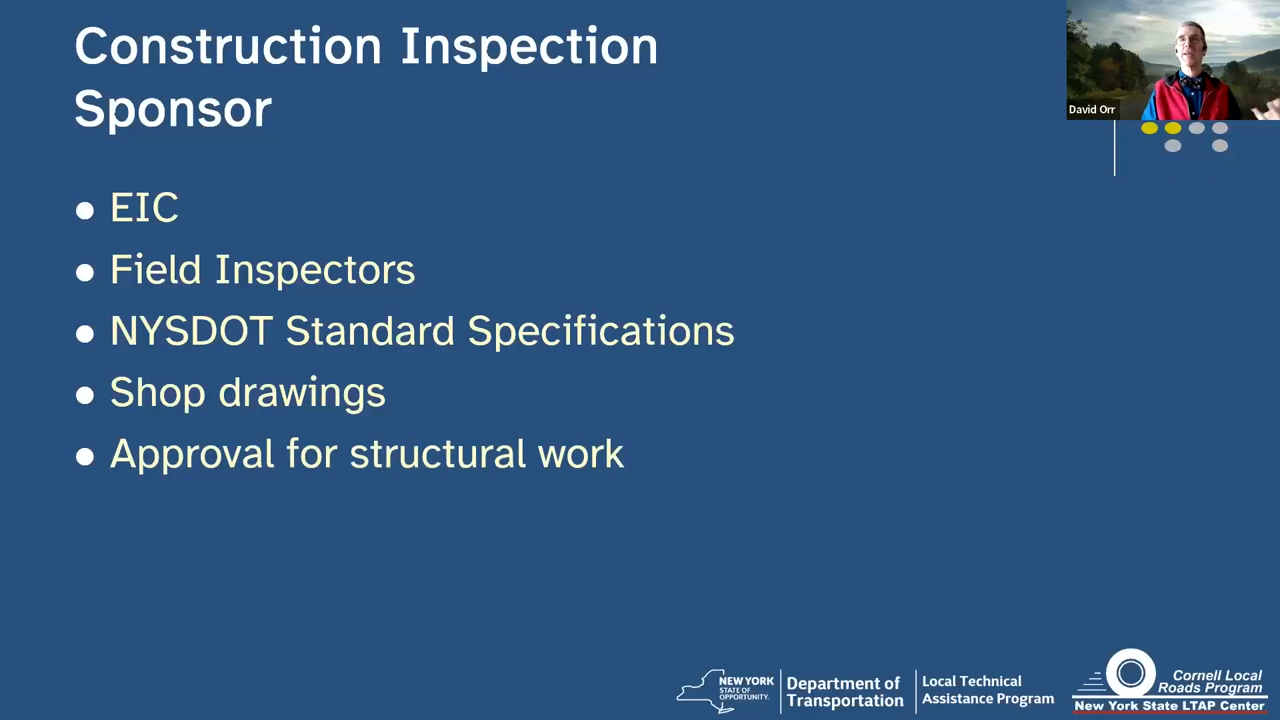 Construction Inspection
Sponsor
David Orr
● EIC
● Field Inspectors
● NYSDOT Standard Specifications
● Shop drawings
● Approval for structural work
NEW YORK
STATE OF
OPPORTUNITY.
Department of
Transportation
Local Technical
Assistance Program
Cornell Local
Roads Program
New York State LTAP Center